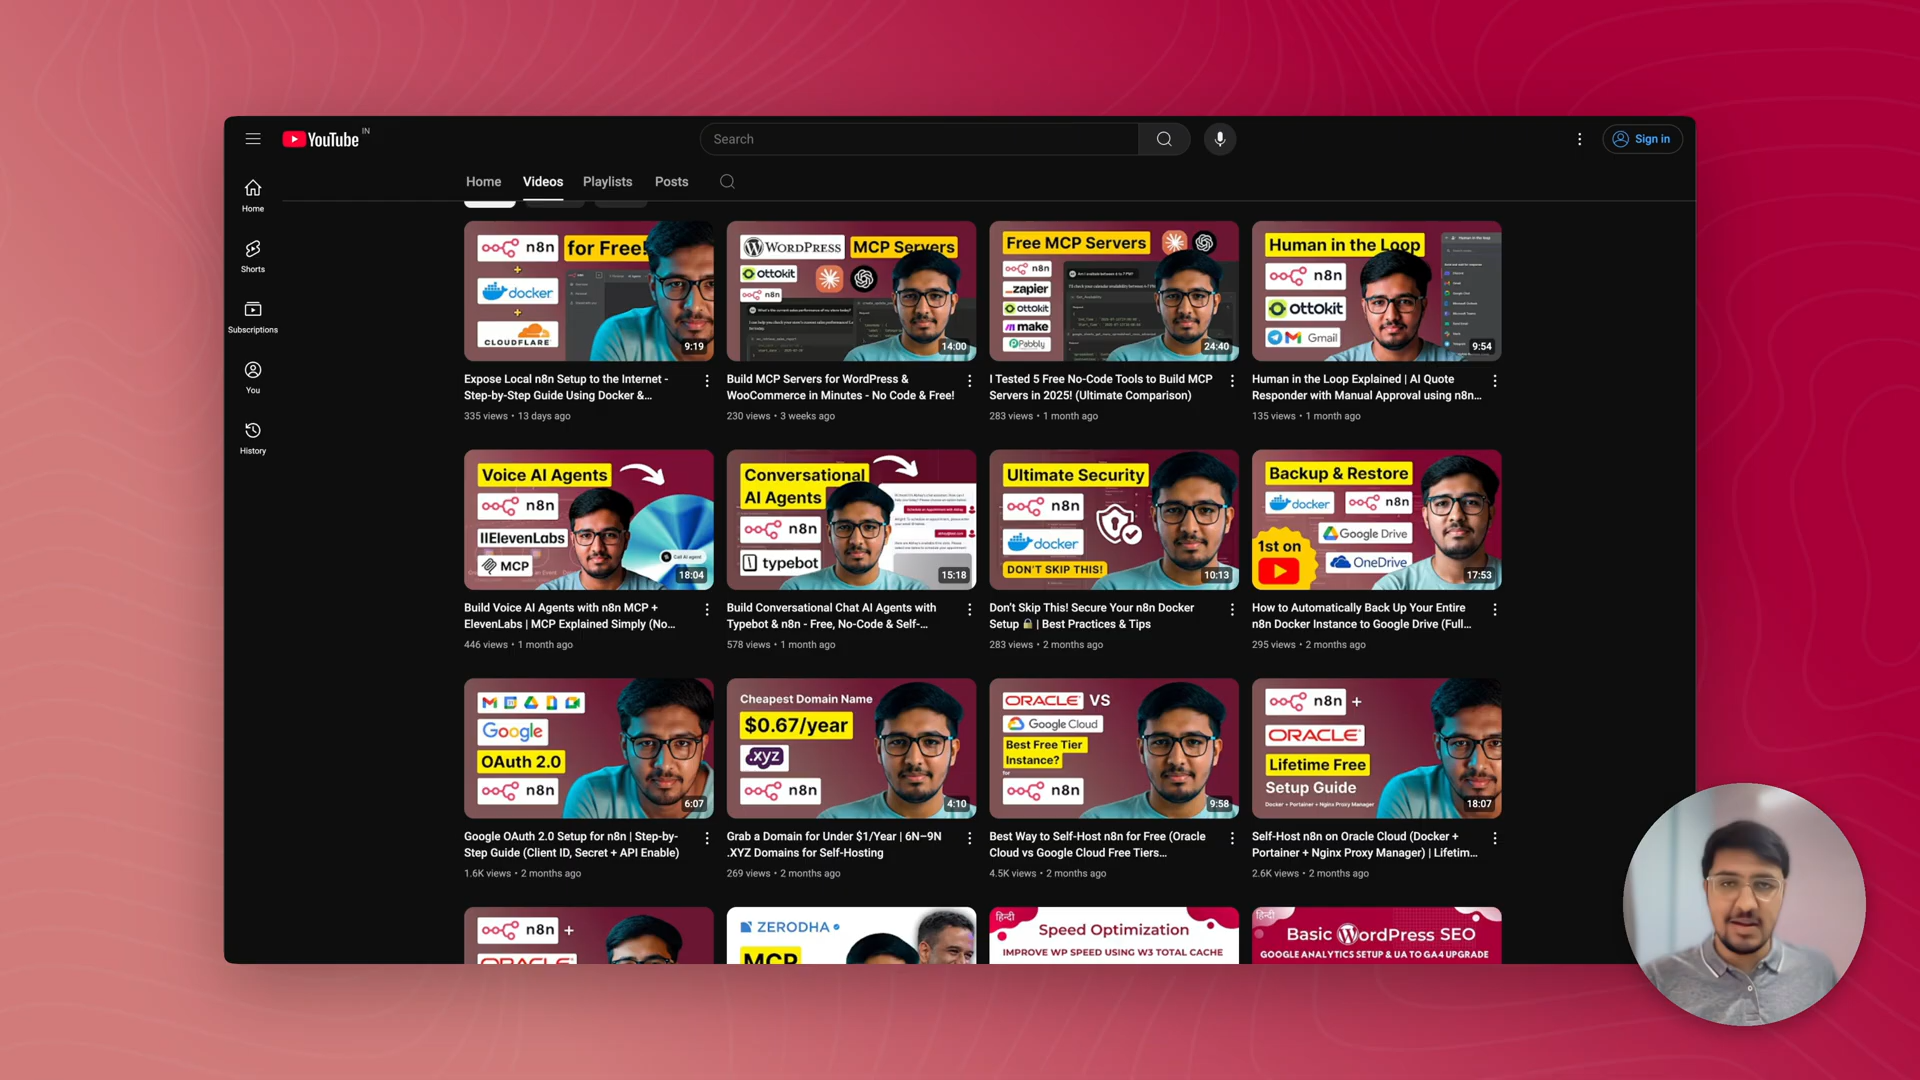 YouTube IN
Search
Sign in
Home
Videos
Playlists
Posts
Home
Shorts
Subscriptions
You
History
n8n for Free!
+
docker
+
CLOUDFLARE
9:19
Expose Local n8n Setup to the Internet -
Step-by-Step Guide Using Docker &...
335 views • 13 days ago
WORDPRESS MCP Servers
OttoKit
n8n
14:00
Build MCP Servers for WordPress &
WooCommerce in Minutes - No Code & Free!
230 views • 3 weeks ago
Free MCP Servers
n8n
zapier
OttoKit
make
Pabbly
24:40
I Tested 5 Free No-Code Tools to Build MCP
Servers in 2025! (Ultimate Comparison)
283 views • 1 month ago
Human in the Loop
n8n
OttoKit
Gmail
9:54
Human in the Loop Explained | AI Quote
Responder with Manual Approval using n8n...
135 views • 1 month ago
Voice AI Agents
n8n
IIElevenLabs
MCP
Call AI agent
18:04
Build Voice AI Agents with n8n MCP +
ElevenLabs | MCP Explained Simply (No...
446 views • 1 month ago
Conversational
AI Agents
n8n
typebot
15:18
Build Conversational Chat AI Agents with
Typebot & n8n - Free, No-Code & Self-...
578 views • 1 month ago
Ultimate Security
n8n
docker
DON'T SKIP THIS!
10:13
Don't Skip This! Secure Your n8n Docker
Setup 🔒 | Best Practices & Tips
283 views • 2 months ago
Backup & Restore
docker n8n
Google Drive
1st on
OneDrive
17:53
How to Automatically Back Up Your Entire
n8n Docker Instance to Google Drive (Full...
295 views • 2 months ago
Google
OAuth 2.0
n8n
6:07
Google OAuth 2.0 Setup for n8n | Step-by-
Step Guide (Client ID, Secret + API Enable)
1.6K views • 2 months ago
Cheapest Domain Name
$0.67/year
.xyz
n8n
4:10
Grab a Domain for Under $1/Year | 6N–9N
.XYZ Domains for Self-Hosting
269 views • 2 months ago
ORACLE VS
Google Cloud
Best Free Tier
Instance?
for
n8n
9:58
Best Way to Self-Host n8n for Free (Oracle
Cloud vs Google Cloud Free Tiers...
4.5K views • 2 months ago
n8n +
ORACLE
Lifetime Free
Setup Guide
Docker + Portainer + Nginx Proxy Manager
18:07
Self-Host n8n on Oracle Cloud (Docker +
Portainer + Nginx Proxy Manager) | Lifetim...
2.6K views • 2 months ago
n8n +
ORACLE
ZERODHA
MCP
हिन्दी
Speed Optimization
IMPROVE WP SPEED USING W3 TOTAL CACHE
हिन्दी
Basic WordPress SEO
GOOGLE ANALYTICS SETUP & UA TO GA4 UPGRADE